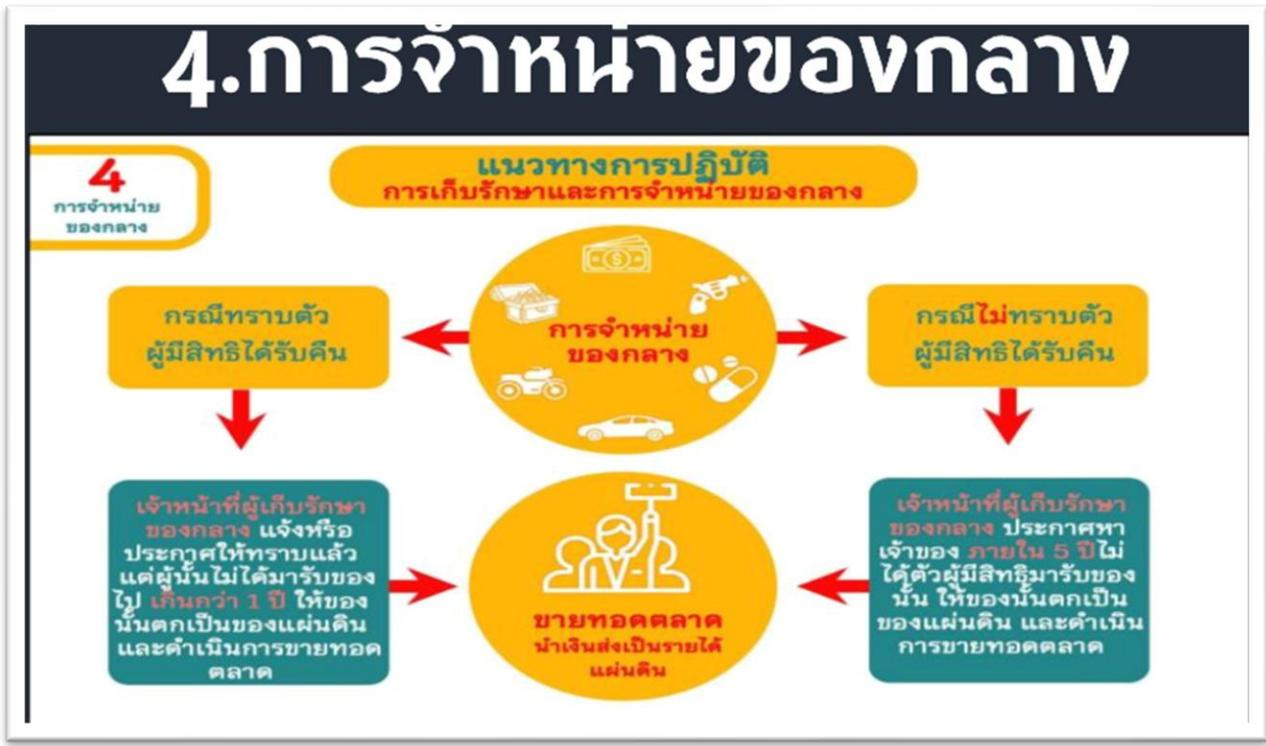 4.การจำหน่ายของกลาง
4
การจำหน่าย
ของกลาง
แนวทางการปฏิบัติ
การเก็บรักษาและการจำหน่ายของกลาง
การจำหน่าย
ของกลาง
กรณีทราบตัว
ผู้มีสิทธิได้รับคืน
กรณีไม่ทราบตัว
ผู้มีสิทธิได้รับคืน
เจ้าหน้าที่ผู้เก็บรักษา
ของกลาง แจ้งหรือ
ประกาศให้ทราบแล้ว
แต่ผู้นั้นไม่ได้มารับของ
ไป เกินกว่า 1 ปี ให้ของ
นั้นตกเป็นของแผ่นดิน
และดำเนินการขายทอด
ตลาด
เจ้าหน้าที่ผู้เก็บรักษา
ของกลาง ประกาศหา
เจ้าของ ภายใน 5 ปีไม่
ได้ตัวผู้มีสิทธิมารับของ
นั้น ให้ของนั้นตกเป็น
ของแผ่นดิน และดำเนิน
การขายทอดตลาด
ขายทอดตลาด
นำเงินส่งเป็นรายได้
แผ่นดิน